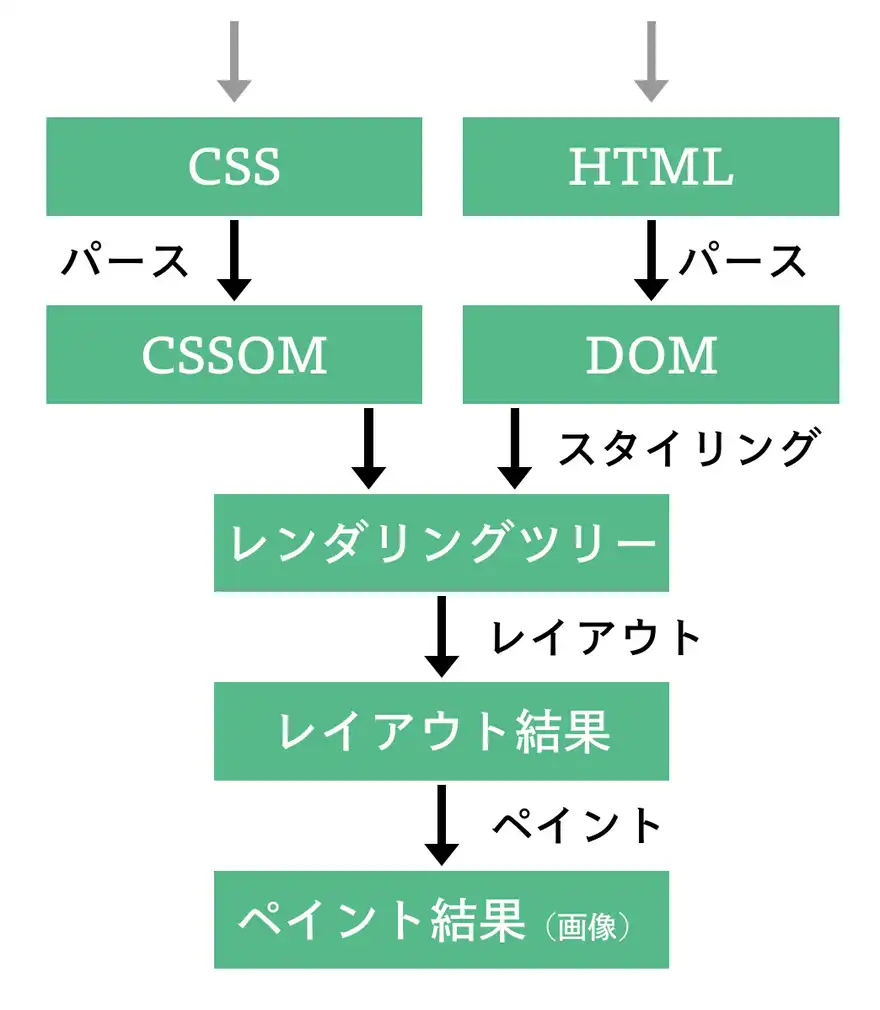 CSS
HTML
パース
パース
CSSOM
DOM
スタイリング
レンダリングツリー
レイアウト
レイアウト結果
ペイント
ペイント結果（画像）